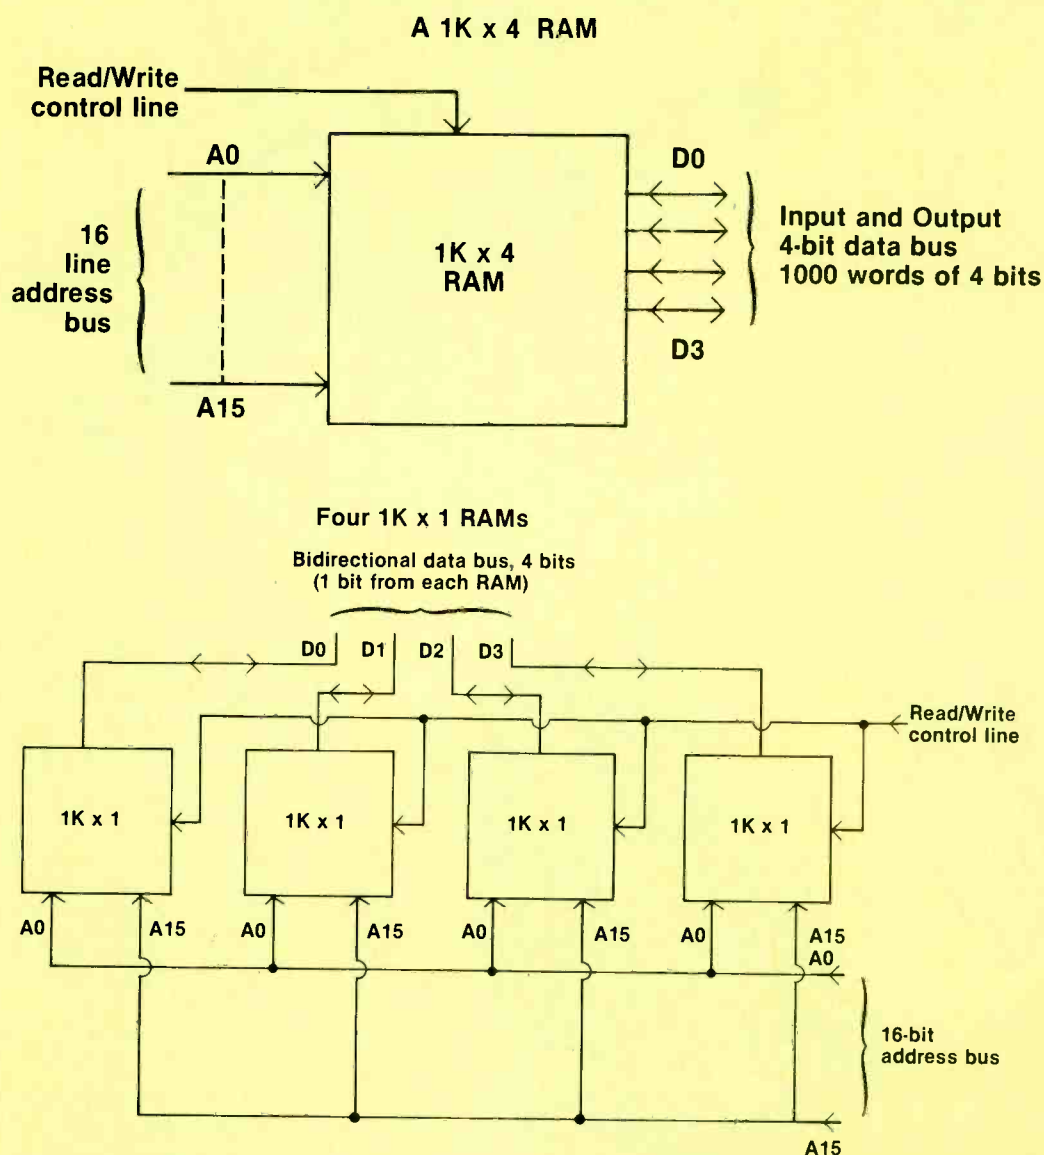 A 1K x 4 RAM
Read/Write
control line
A0
16
line
address
bus
A15
1K x 4
RAM
D0
D3
Input and Output
4-bit data bus
1000 words of 4 bits
Four 1K x 1 RAMs
Bidirectional data bus, 4 bits
(1 bit from each RAM)
D0 D1 D2 D3
Read/Write
control line
1K x 1 1K x 1 1K x 1 1K x 1
A0 A15 A0 A15 A0 A15 A0 A15
A0
16-bit
address bus
A15